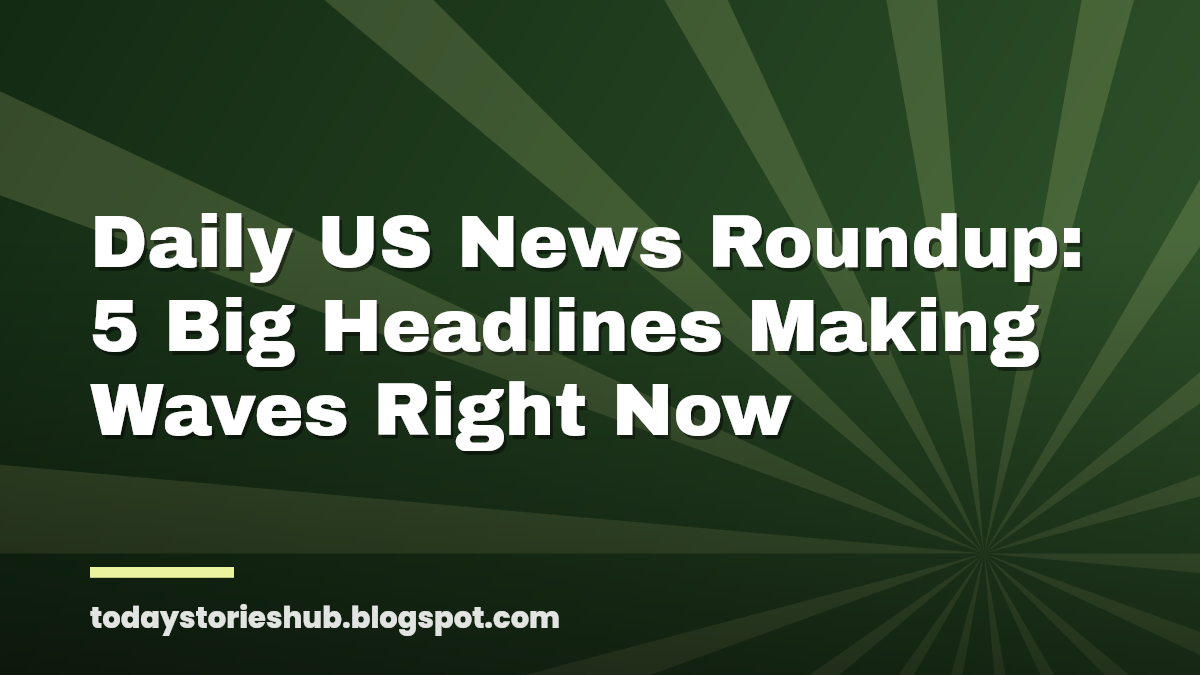 Daily US News Roundup:
5 Big Headlines Making
Waves Right Now
todaystorieshub.blogspot.com